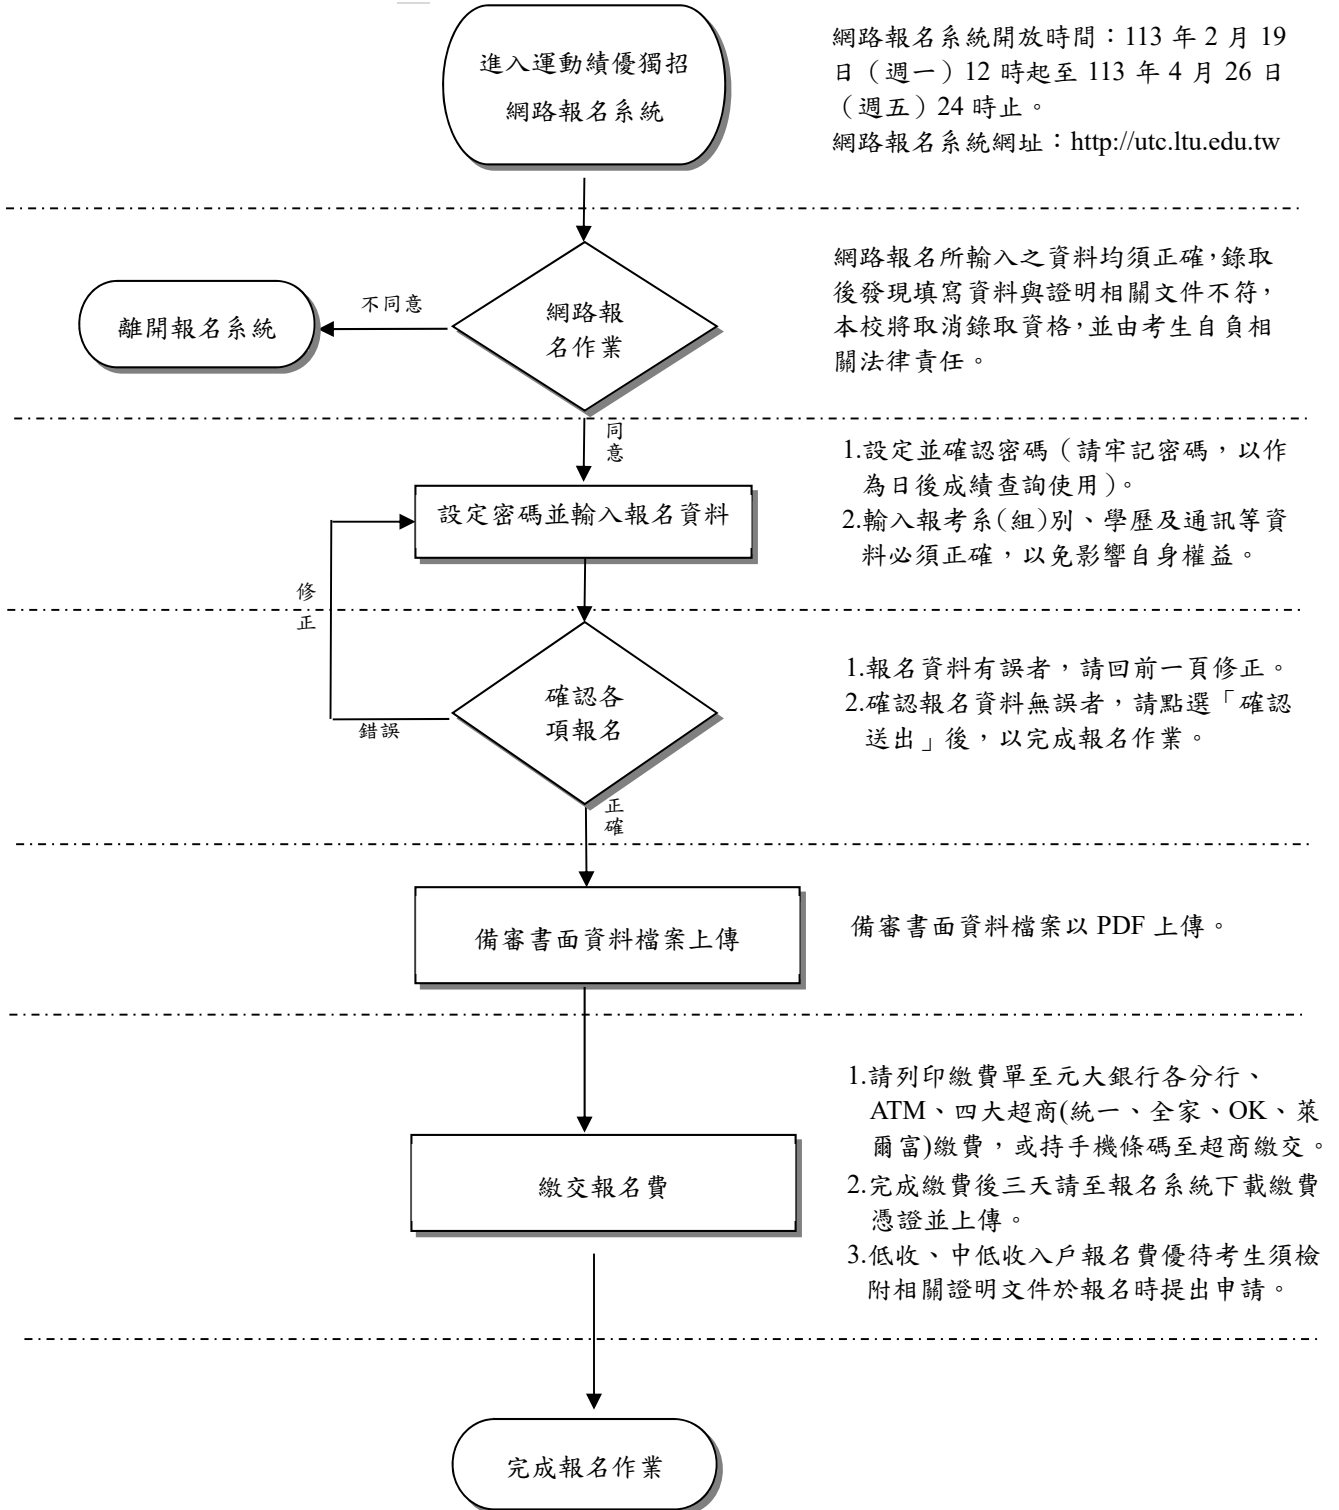 進入運動績優獨招
網路報名系統
網路報名系統開放時間：113 年 2 月 19
日（週一）12 時起至 113 年 4 月 26 日
（週五）24 時止。
網路報名系統網址：http://utc.ltu.edu.tw
離開報名系統
不同意
網路報
名作業
網路報名所輸入之資料均須正確，錄取
後發現填寫資料與證明相關文件不符，
本校將取消錄取資格，並由考生自負相
關法律責任。
同
意
設定密碼並輸入報名資料
1.設定並確認密碼（請牢記密碼，以作
為日後成績查詢使用）。
2.輸入報考系(組)別、學歷及通訊等資
料必須正確，以免影響自身權益。
修
正
錯誤
確認各
項報名
1.報名資料有誤者，請回前一頁修正。
2.確認報名資料無誤者，請點選「確認
送出」後，以完成報名作業。
正
確
備審書面資料檔案上傳
備審書面資料檔案以 PDF 上傳。
繳交報名費
1.請列印繳費單至元大銀行各分行、
ATM、四大超商(統一、全家、OK、萊
爾富)繳費，或持手機條碼至超商繳交。
2.完成繳費後三天請至報名系統下載繳費
憑證並上傳。
3.低收、中低收入戶報名費優待考生須檢
附相關證明文件於報名時提出申請。
完成報名作業